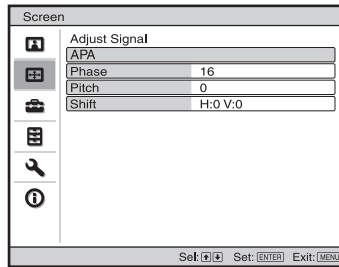 Screen
Adjust Signal
APA
Phase 16
Pitch 0
Shift H:0 V:0
Sel: Set: ENTER Exit: MENU